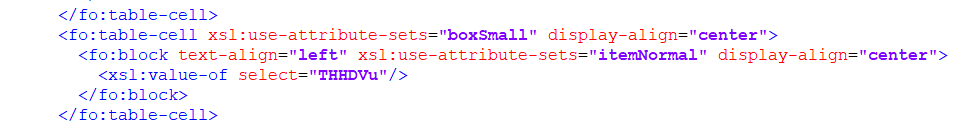 </fo:table-cell>
<fo:table-cell xsl:use-attribute-sets="boxSmall" display-align="center">
<fo:block text-align="left" xsl:use-attribute-sets="itemNormal" display-align="center">
<xsl:value-of select="THHDVu"/>
</fo:block>
</fo:table-cell>